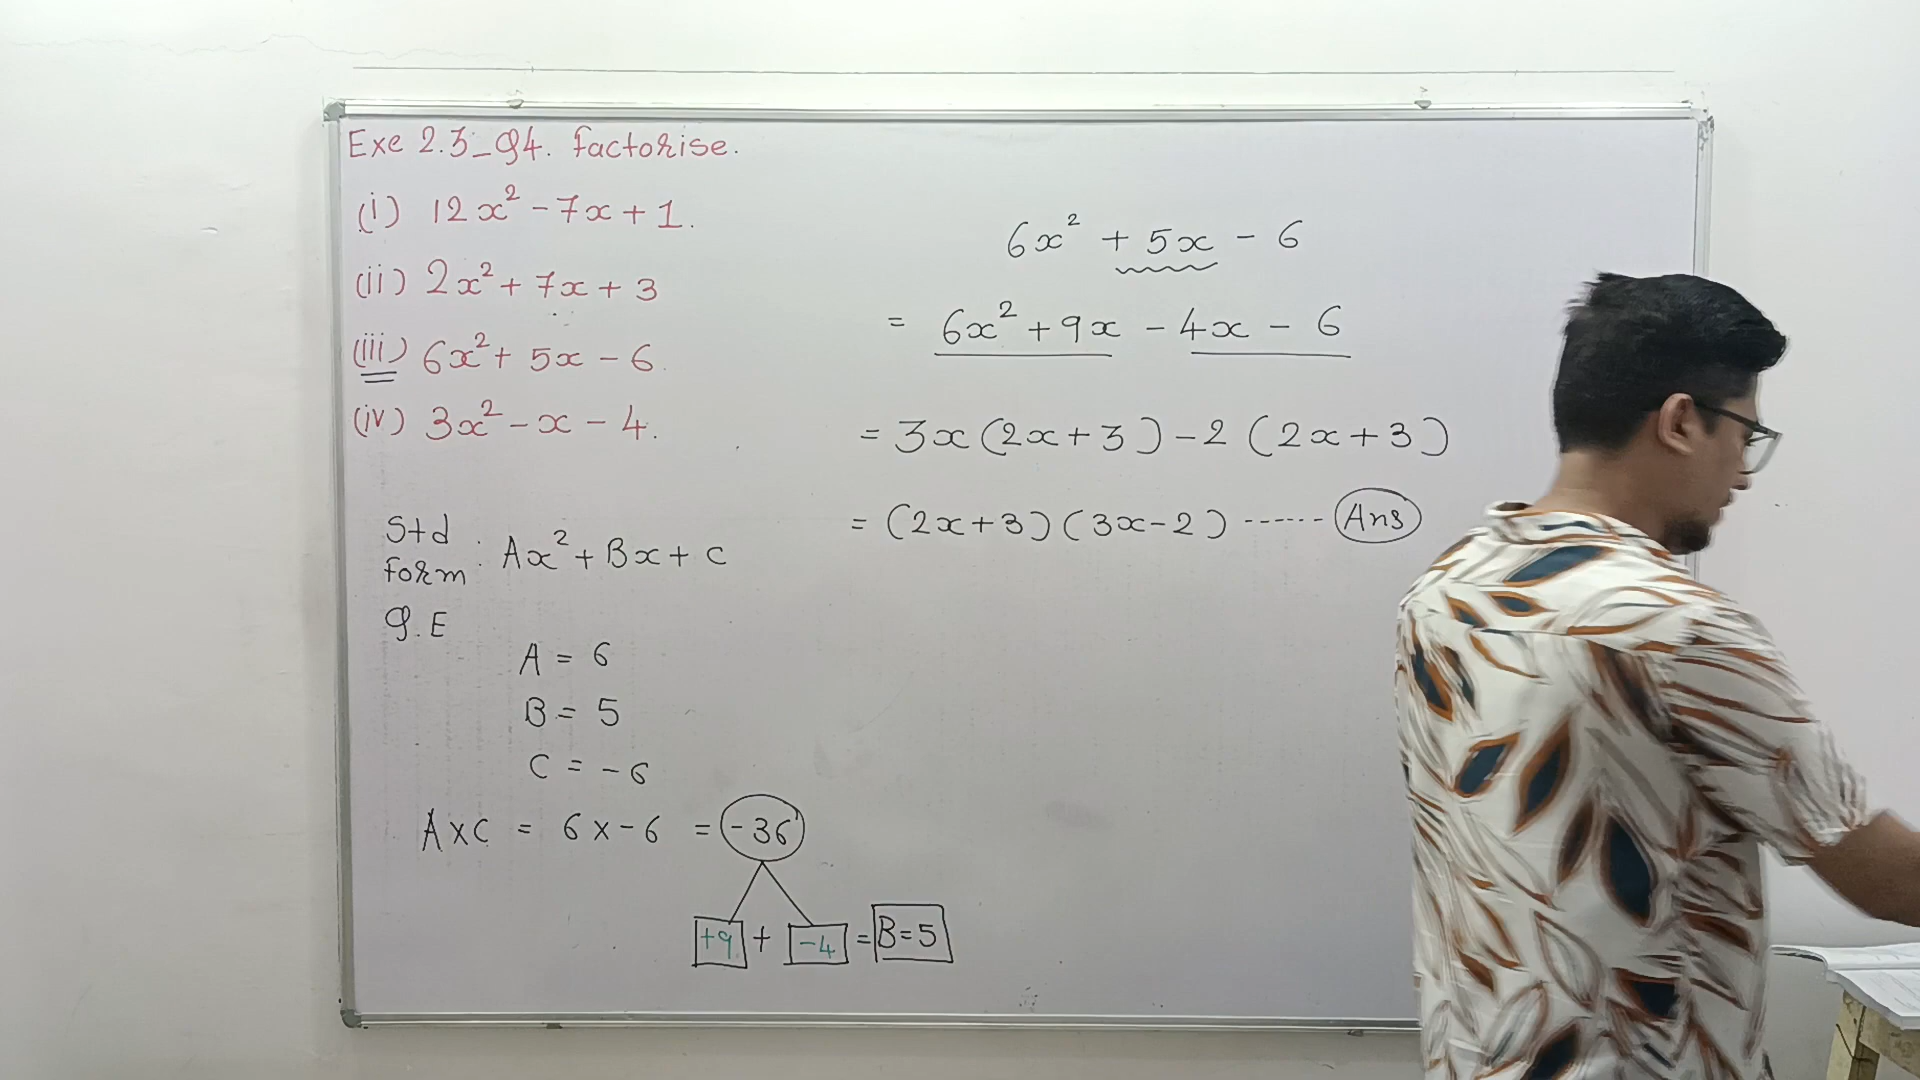 Exe 2.3_Q4. factorise.
(i) 12x² - 7x + 1.
(ii) 2x² + 7x + 3
(iii) 6x² + 5x - 6.
(iv) 3x² - x - 4.
Std form : Ax² + Bx + C
Q.E
A = 6
B = 5
C = -6
A×C = 6 × -6 = -36
+9 + -4 = B=5
6x² + 5x - 6
= 6x² + 9x - 4x - 6
= 3x(2x+3) - 2(2x+3)
= (2x+3)(3x-2) ------ Ans